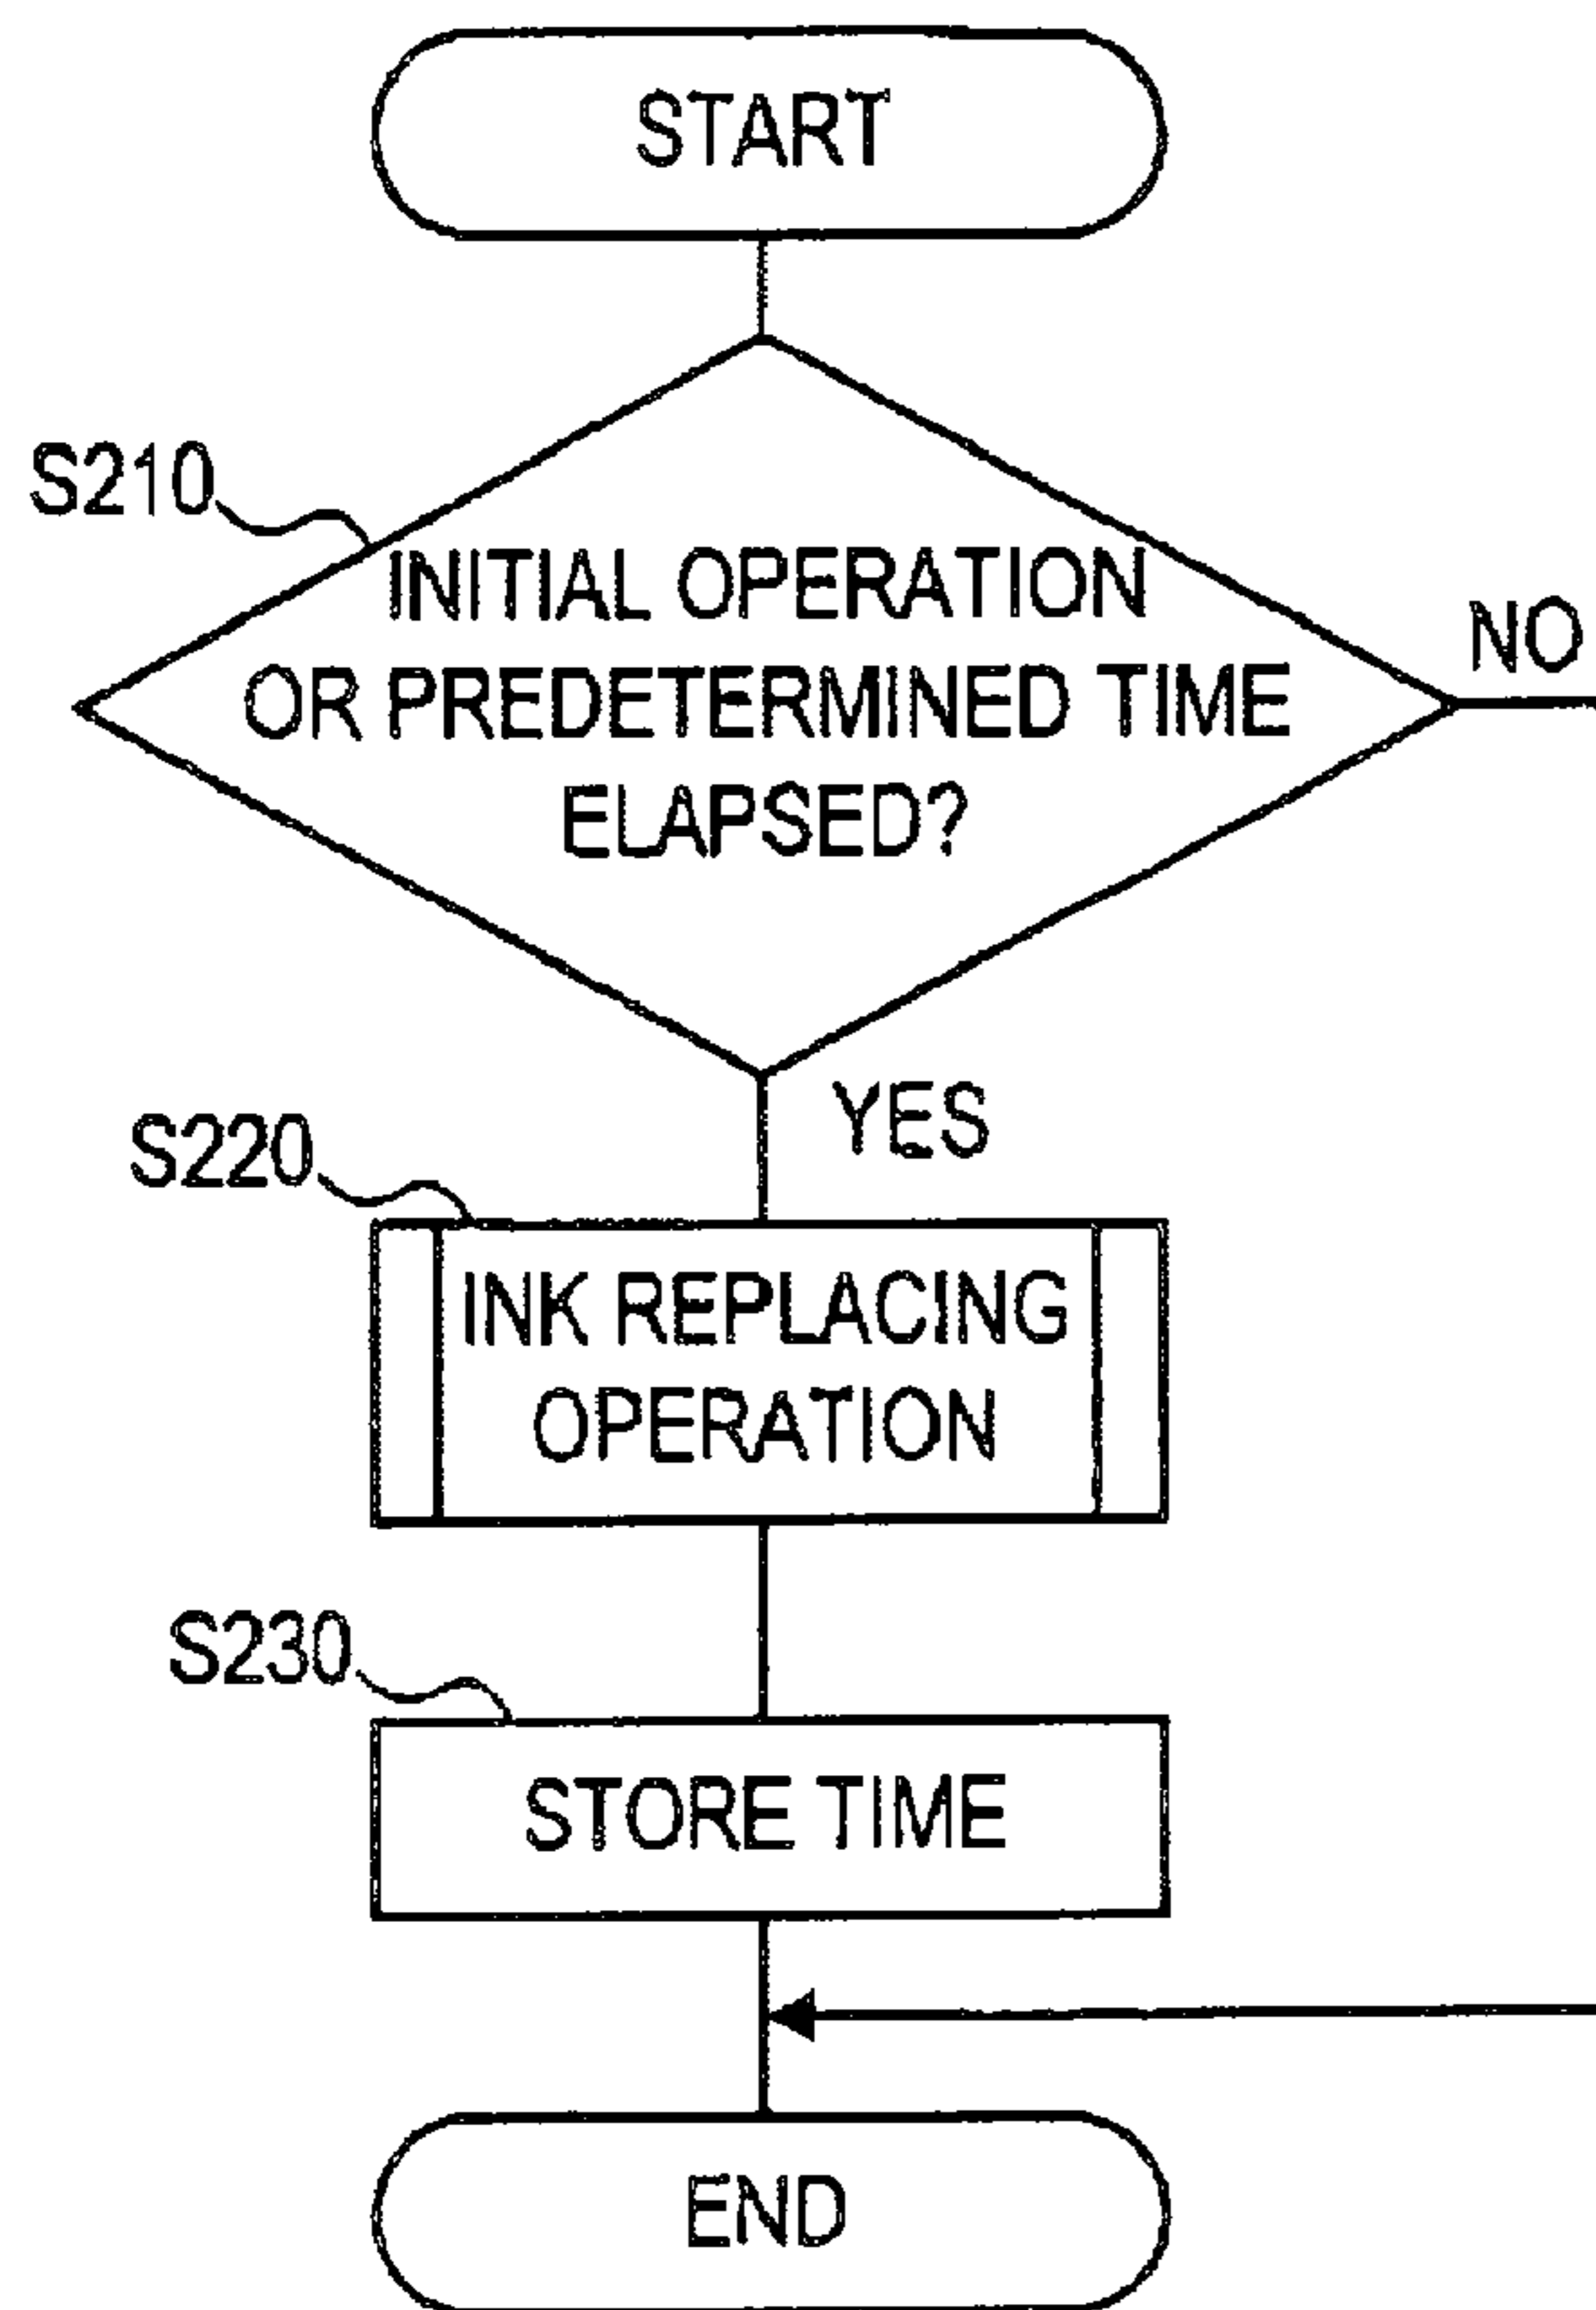 START
S210
INITIAL OPERATION
OR PREDETERMINED TIME
ELAPSED?
NO
YES
S220
INK REPLACING
OPERATION
S230
STORE TIME
END